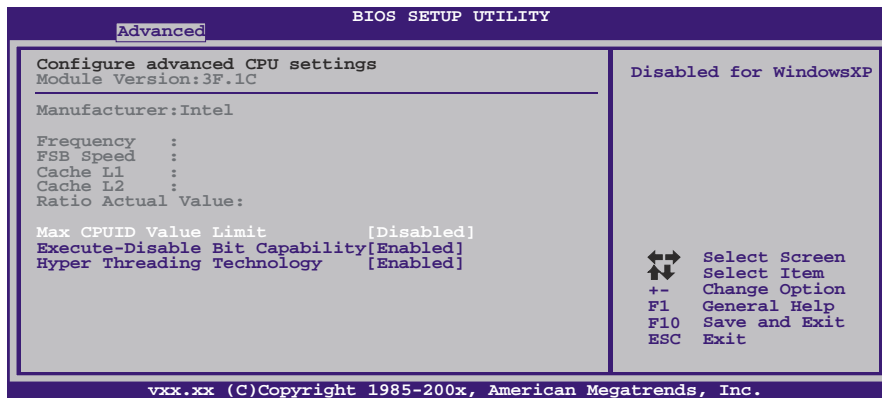 BIOS SETUP UTILITY
Advanced
Configure advanced CPU settings
Module Version:3F.1C
Manufacturer:Intel
Frequency :
FSB Speed :
Cache L1 :
Cache L2 :
Ratio Actual Value:
Max CPUID Value Limit [Disabled]
Execute-Disable Bit Capability[Enabled]
Hyper Threading Technology [Enabled]
Disabled for WindowsXP
Select Screen
Select Item
+- Change Option
F1 General Help
F10 Save and Exit
ESC Exit
vxx.xx (C)Copyright 1985-200x, American Megatrends, Inc.